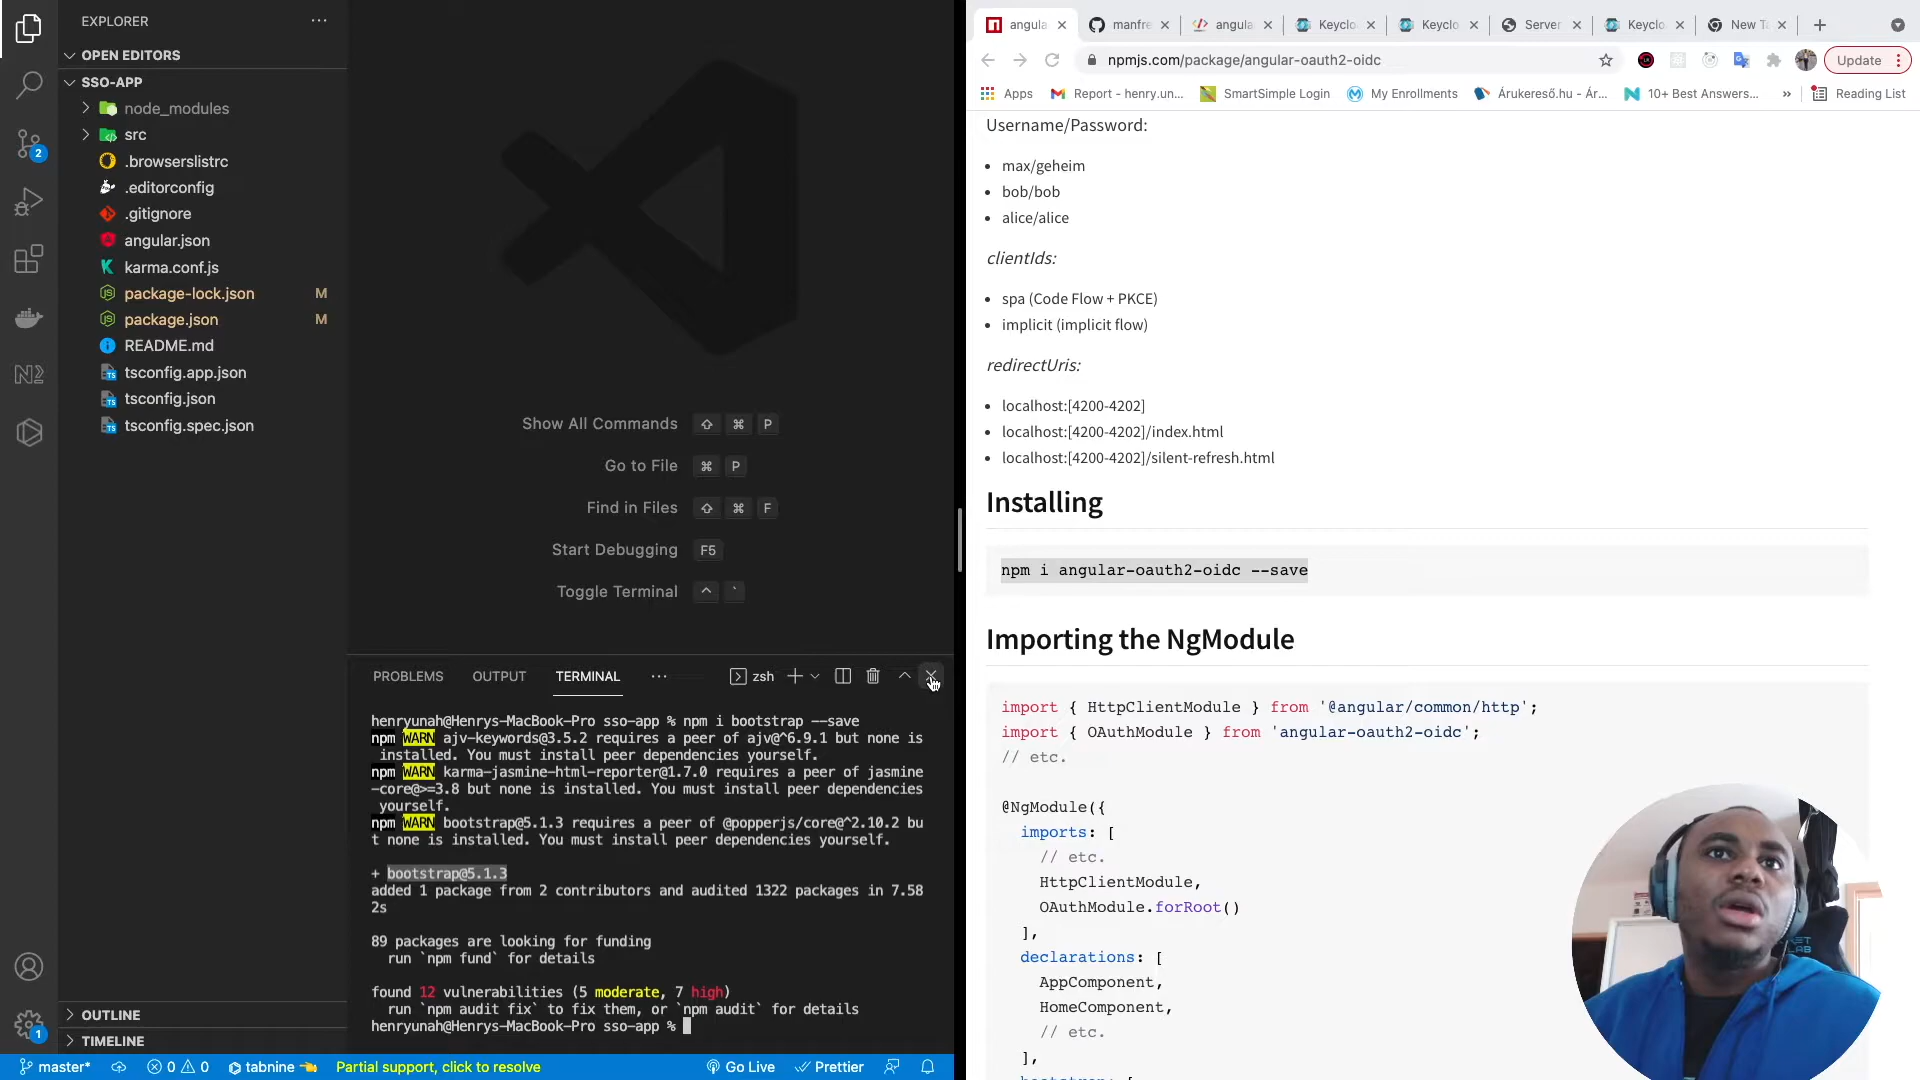 EXPLORER
OPEN EDITORS
SSO-APP
node_modules
src
.browserslistrc
.editorconfig
.gitignore
angular.json
karma.conf.js
package-lock.json M
package.json M
README.md
tsconfig.app.json
tsconfig.json
tsconfig.spec.json
OUTLINE
TIMELINE
2
1
Show All Commands ⇧ ⌘ P
Go to File ⌘ P
Find in Files ⇧ ⌘ F
Start Debugging F5
Toggle Terminal ^ `
PROBLEMS OUTPUT TERMINAL ··· zsh
henryunah@Henrys-MacBook-Pro sso-app % npm i bootstrap --save
npm WARN ajv-keywords@3.5.2 requires a peer of ajv@^6.9.1 but none is
installed. You must install peer dependencies yourself.
npm WARN karma-jasmine-html-reporter@1.7.0 requires a peer of jasmine
-core@>=3.8 but none is installed. You must install peer dependencies
yourself.
npm WARN bootstrap@5.1.3 requires a peer of @popperjs/core@^2.10.2 bu
t none is installed. You must install peer dependencies yourself.
+ bootstrap@5.1.3
added 1 package from 2 contributors and audited 1322 packages in 7.58
2s
89 packages are looking for funding
run `npm fund` for details
found 12 vulnerabilities (5 moderate, 7 high)
run `npm audit fix` to fix them, or `npm audit` for details
henryunah@Henrys-MacBook-Pro sso-app %
master* 0 0 tabnine Partial support, click to resolve Go Live Prettier
angula manfre angula Keyclo Keyclo Server Keyclo New Ta
npmjs.com/package/angular-oauth2-oidc Update
Apps Report - henry.un... SmartSimple Login My Enrollments Árukereső.hu - Ár... 10+ Best Answers... » Reading List
Username/Password:
max/geheim
bob/bob
alice/alice
clientIds:
spa (Code Flow + PKCE)
implicit (implicit flow)
redirectUris:
localhost:[4200-4202]
localhost:[4200-4202]/index.html
localhost:[4200-4202]/silent-refresh.html
Installing
npm i angular-oauth2-oidc --save
Importing the NgModule
import { HttpClientModule } from '@angular/common/http';
import { OAuthModule } from 'angular-oauth2-oidc';
// etc.
@NgModule({
imports: [
// etc.
HttpClientModule,
OAuthModule.forRoot()
],
declarations: [
AppComponent,
HomeComponent,
// etc.
],